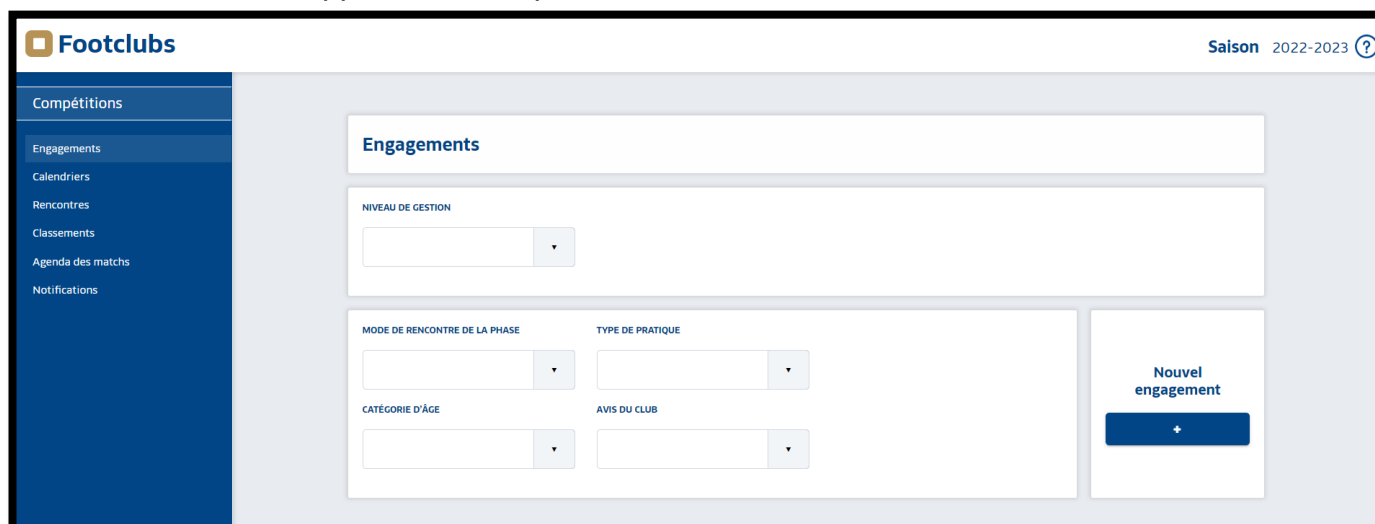 Footclubs
Saison 2022-2023 ?
Compétitions
Engagements
Calendriers
Rencontres
Classements
Agenda des matchs
Notifications
Engagements
NIVEAU DE GESTION
MODE DE RENCONTRE DE LA PHASE
TYPE DE PRATIQUE
CATÉGORIE D'ÂGE
AVIS DU CLUB
Nouvel
engagement
+